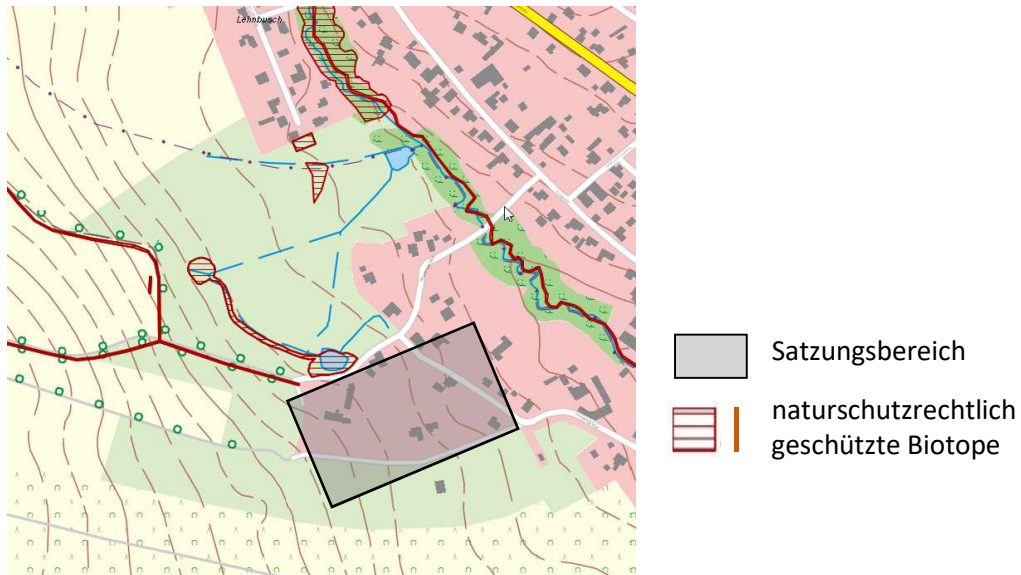 Lehnbusch.
Satzungsbereich
naturschutzrechtlich
geschützte Biotope